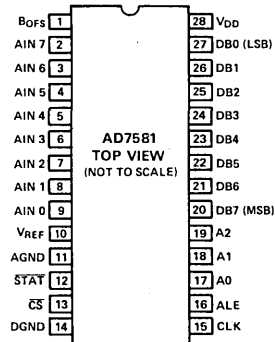 BOFS 1 28 VDD
AIN 7 2 27 DB0 (LSB)
AIN 6 3 26 DB1
AIN 5 4 25 DB2
AIN 4 5 24 DB3
AIN 3 6 AD7581 23 DB4
AIN 2 7 TOP VIEW 22 DB5
AIN 1 8 (NOT TO SCALE) 21 DB6
AIN 0 9 20 DB7 (MSB)
VREF 10 19 A2
AGND 11 18 A1
STAT 12 17 A0
CS 13 16 ALE
DGND 14 15 CLK